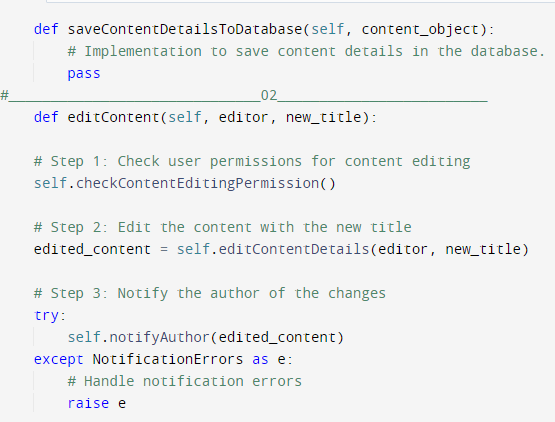 def saveContentDetailsToDatabase(self, content_object):
# Implementation to save content details in the database.
pass
#______________________________02_________________________
def editContent(self, editor, new_title):
# Step 1: Check user permissions for content editing
self.checkContentEditingPermission()
# Step 2: Edit the content with the new title
edited_content = self.editContentDetails(editor, new_title)
# Step 3: Notify the author of the changes
try:
self.notifyAuthor(edited_content)
except NotificationErrors as e:
# Handle notification errors
raise e